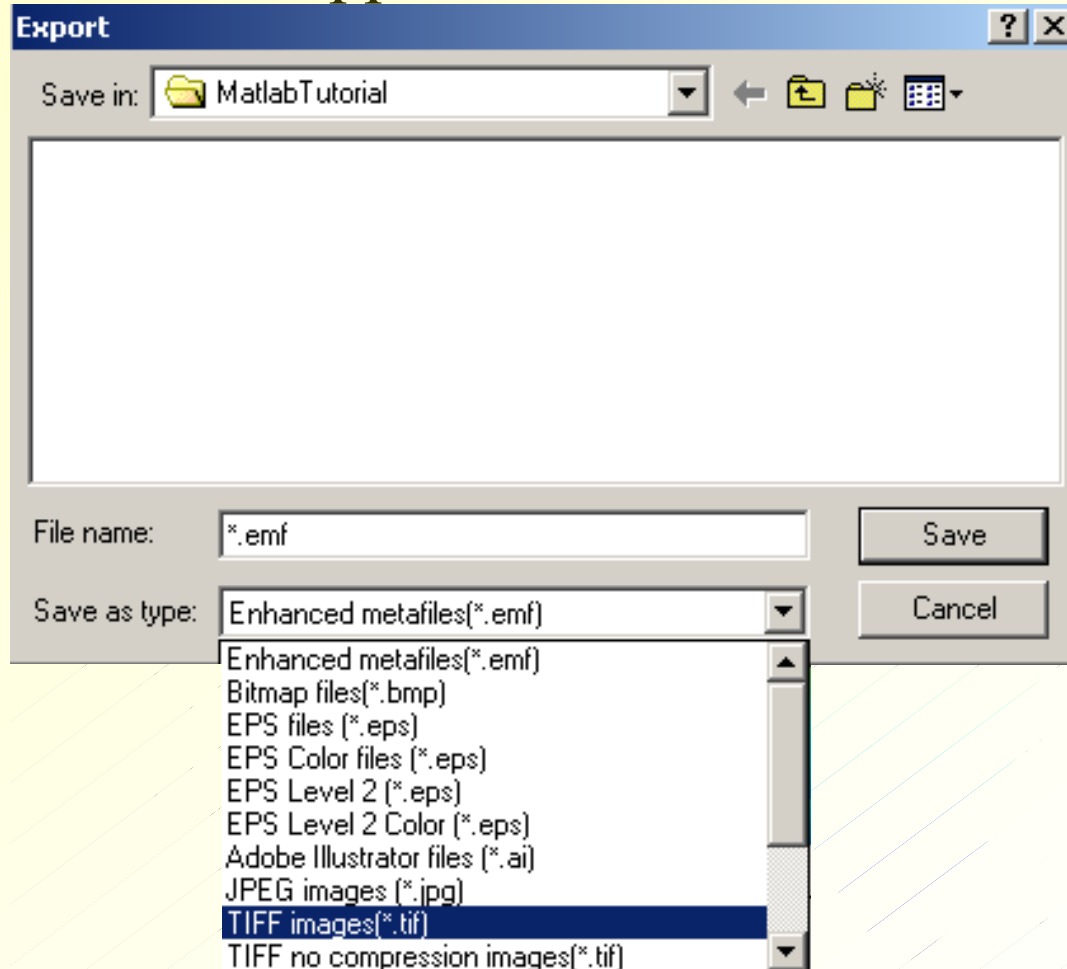 Export
Save in: MatlabTutorial
File name: *.emf Save
Save as type: Enhanced metafiles(*.emf) Cancel
Enhanced metafiles(*.emf)
Bitmap files(*.bmp)
EPS files (*.eps)
EPS Color files (*.eps)
EPS Level 2 (*.eps)
EPS Level 2 Color (*.eps)
Adobe Illustrator files (*.ai)
JPEG images (*.jpg)
TIFF images(*.tif)
TIFF no compression images(*.tif)